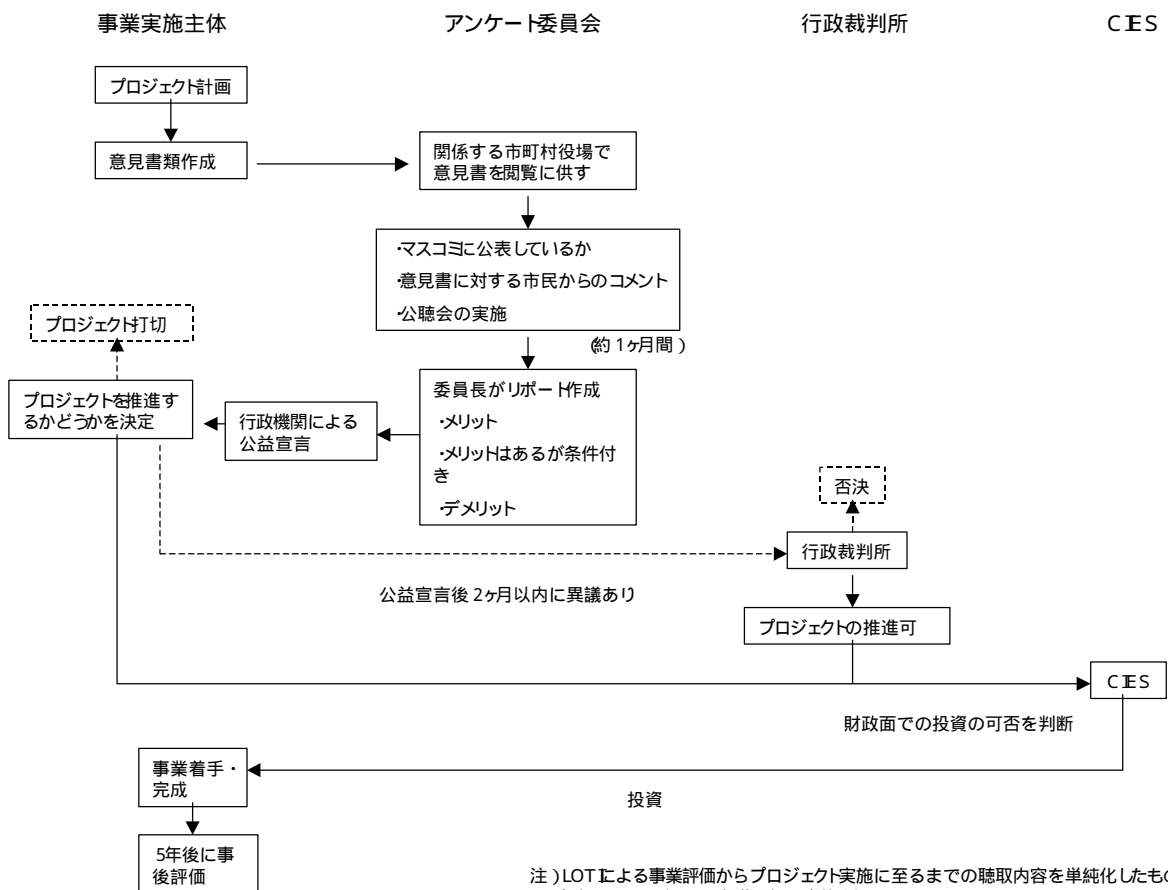 事業実施主体
アンケート委員会
行政裁判所
CIES
プロジェクト計画
意見書類作成
関係する市町村役場で
意見書を閲覧に供す
・マスコミに公表しているか
・意見書に対する市民からのコメント
・公聴会の実施
(約1ヶ月間)
プロジェクト打切
プロジェクトを推進す
るかどうかを決定
行政機関による
公益宣言
委員長がリポート作成
・メリット
・メリットはあるが条件付
き
・デメリット
否決
行政裁判所
公益宣言後2ヶ月以内に異議あり
プロジェクトの推進可
CIES
財政面での投資の可否を判断
事業着手・
完成
投資
5年後に事
後評価
注)LOTIによる事業評価からプロジェクト実施に至るまでの聴取内容を単純化したもの